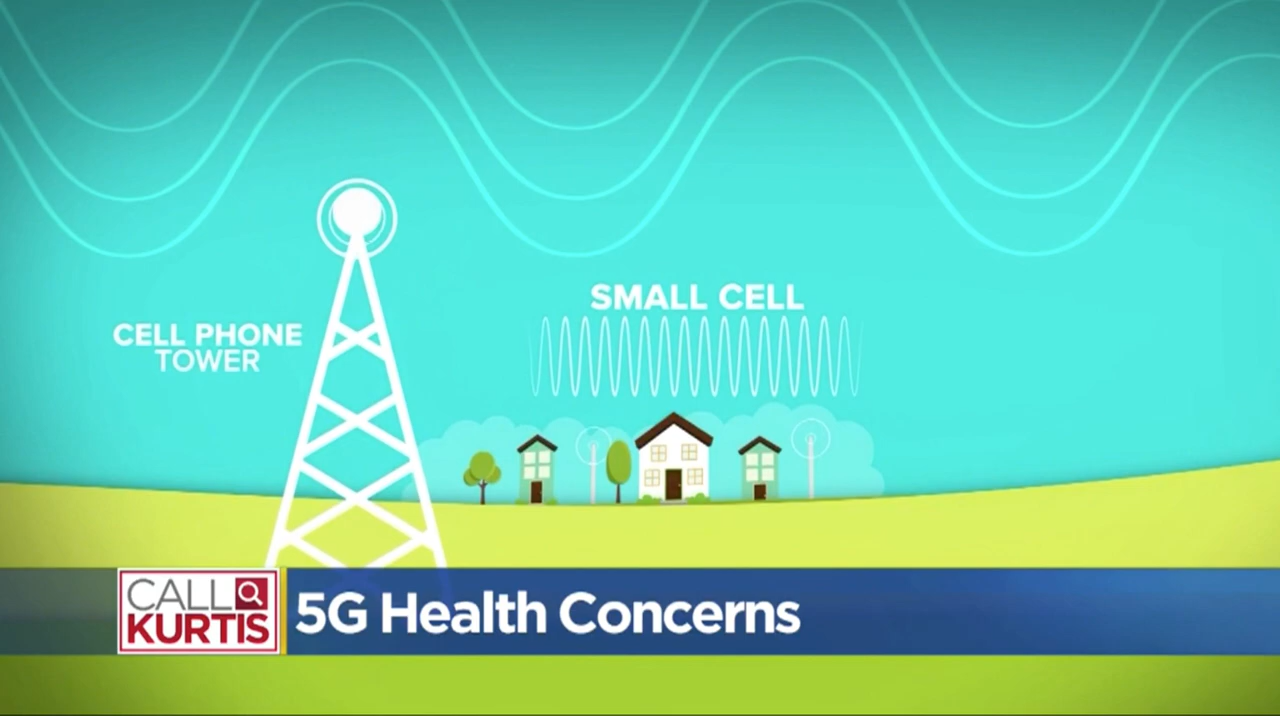 SMALL CELL
CELL PHONE
TOWER
CALL
KURTIS
5G Health Concerns